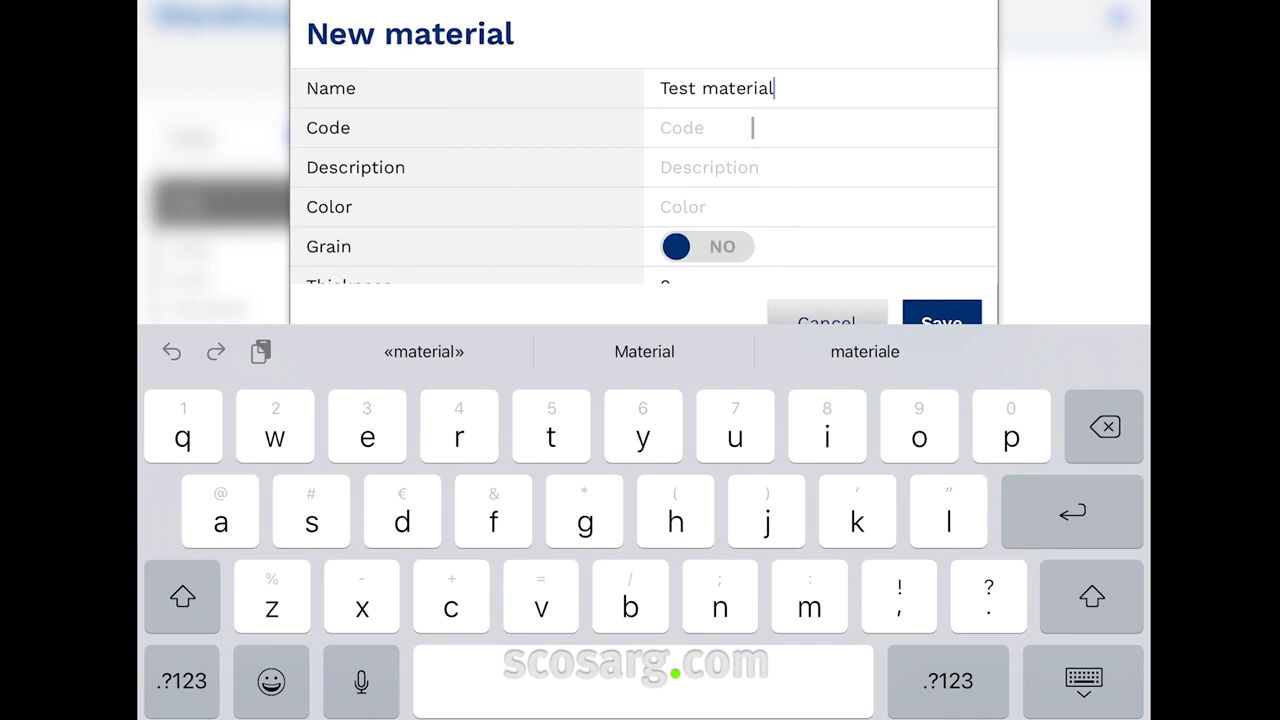 New material
Name Test material
Code Code
Description Description
Color Color
Grain NO
Thickness
Cancel Save
«material» Material materiale
1 2 3 4 5 6 7 8 9 0
q w e r t y u i o p
@ # € & * ( ) ' "
a s d f g h j k l
% - + = / ; : ! ?
z x c v b n m , .
.?123 scosarg.com .?123